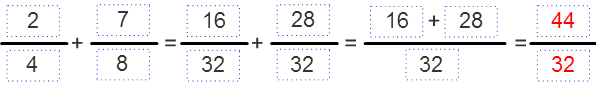 2/4 + 7/8 = 16/32 + 28/32 = (16 + 28)/32 = 44/32